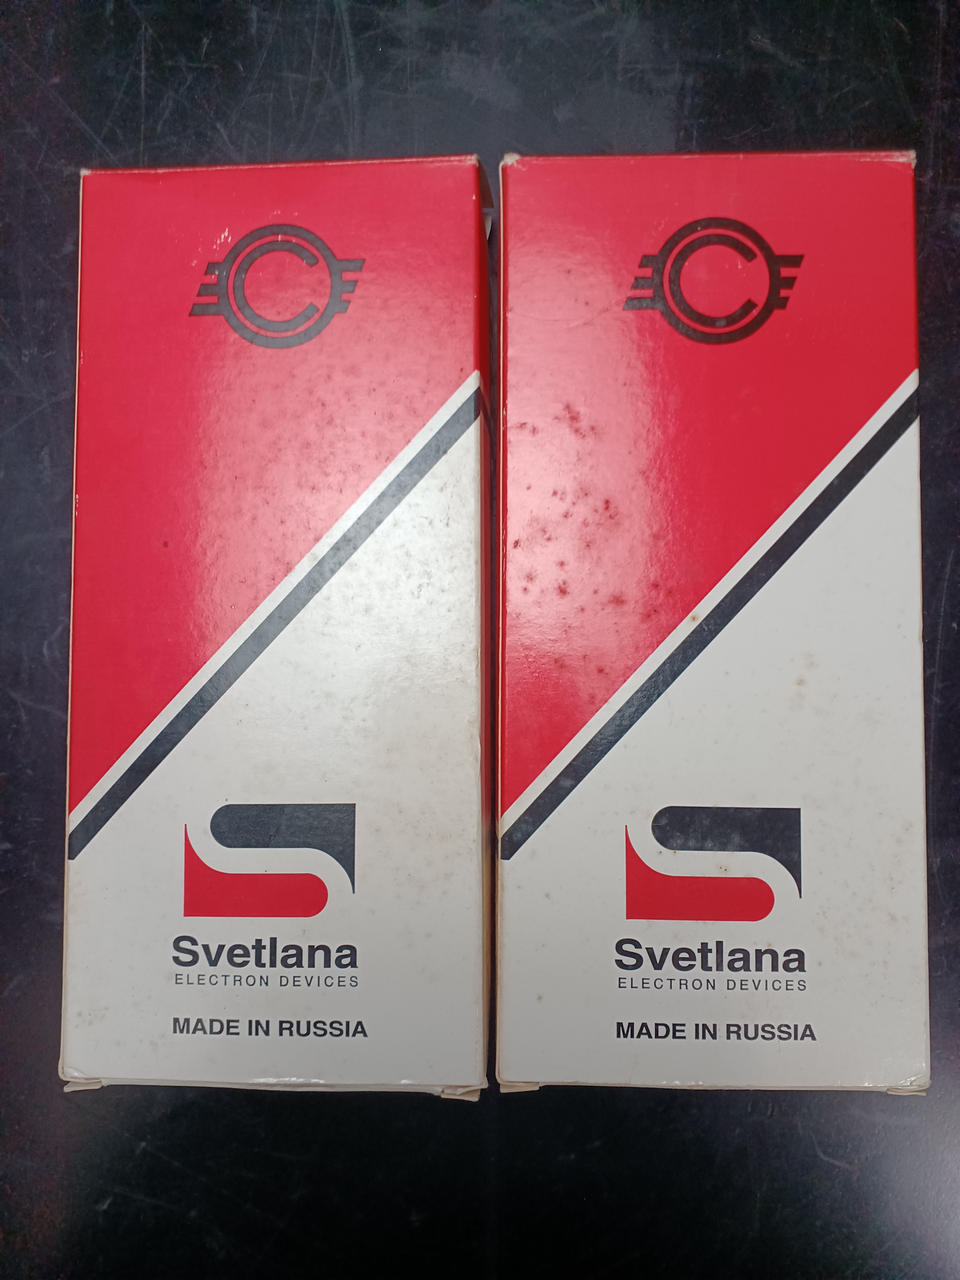 C
Svetlana
ELECTRON DEVICES
MADE IN RUSSIA
C
Svetlana
ELECTRON DEVICES
MADE IN RUSSIA